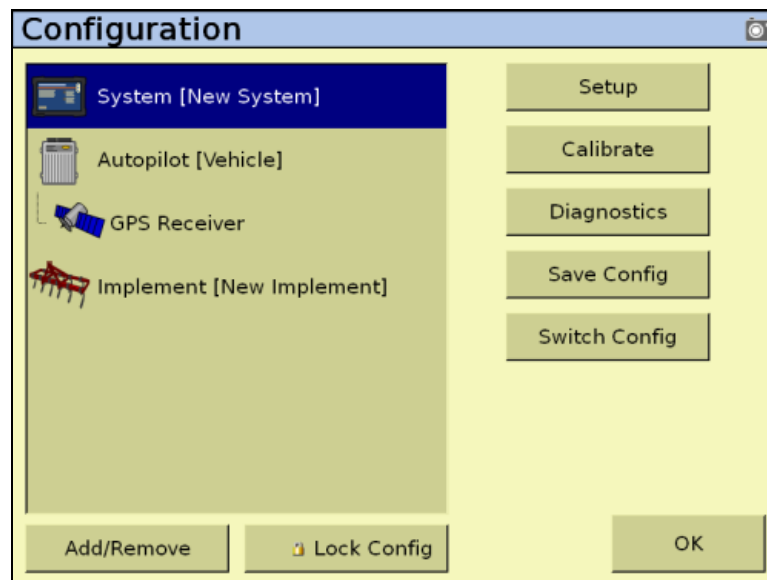 Configuration
System [New System]
Autopilot [Vehicle]
GPS Receiver
Implement [New Implement]
Setup
Calibrate
Diagnostics
Save Config
Switch Config
Add/Remove
Lock Config
OK